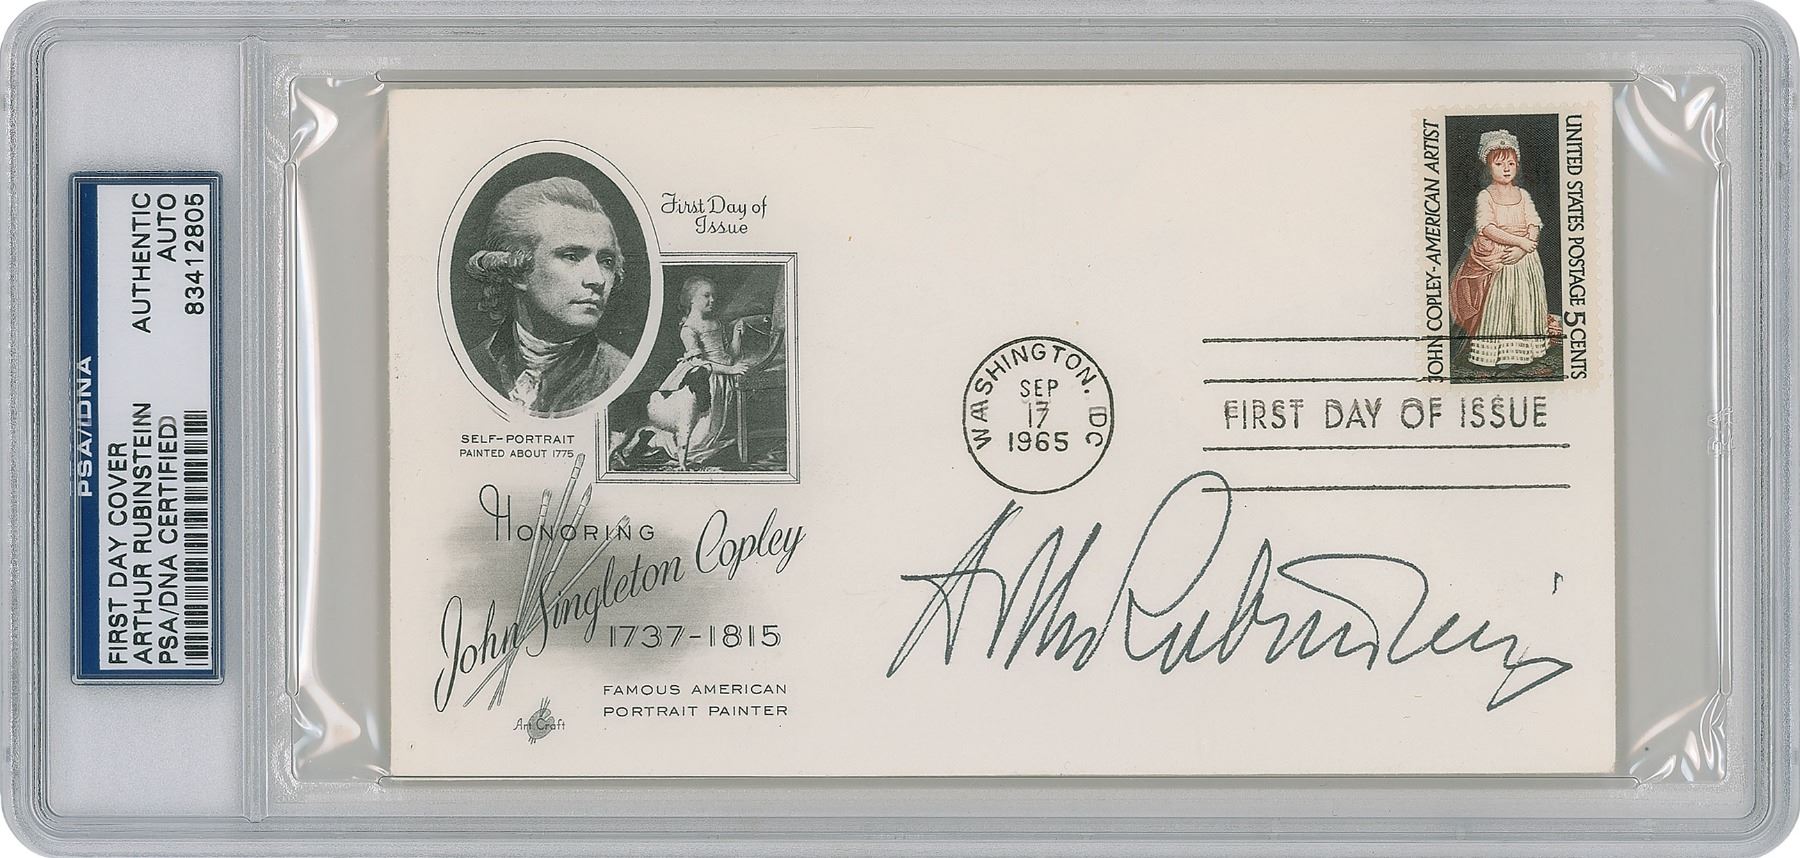 PSA/DNA
FIRST DAY COVER
ARTHUR RUBINSTEIN
PSA/DNA CERTIFIED
AUTHENTIC
AUTO
83412805
First Day of
Issue
SELF-PORTRAIT
PAINTED ABOUT 1775
HONORING
John Singleton Copley
1737-1815
FAMOUS AMERICAN
PORTRAIT PAINTER
Art Craft
WASHINGTON, DC
SEP
17
1965
JOHN COPLEY-AMERICAN ARTIST
UNITED STATES POSTAGE 5 CENTS
FIRST DAY OF ISSUE
Arthur Rubinstein